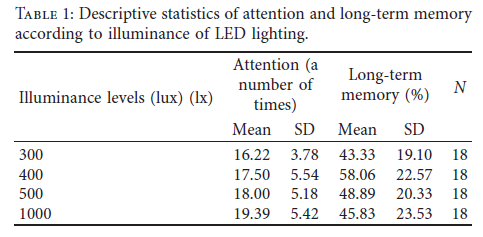 TABLE 1: Descriptive statistics of attention and long-term memory
according to illuminance of LED lighting.
Illuminance levels (lux) (lx) Attention (a number of times) Long-term memory (%) N
Mean SD Mean SD
300 16.22 3.78 43.33 19.10 18
400 17.50 5.54 58.06 22.57 18
500 18.00 5.18 48.89 20.33 18
1000 19.39 5.42 45.83 23.53 18